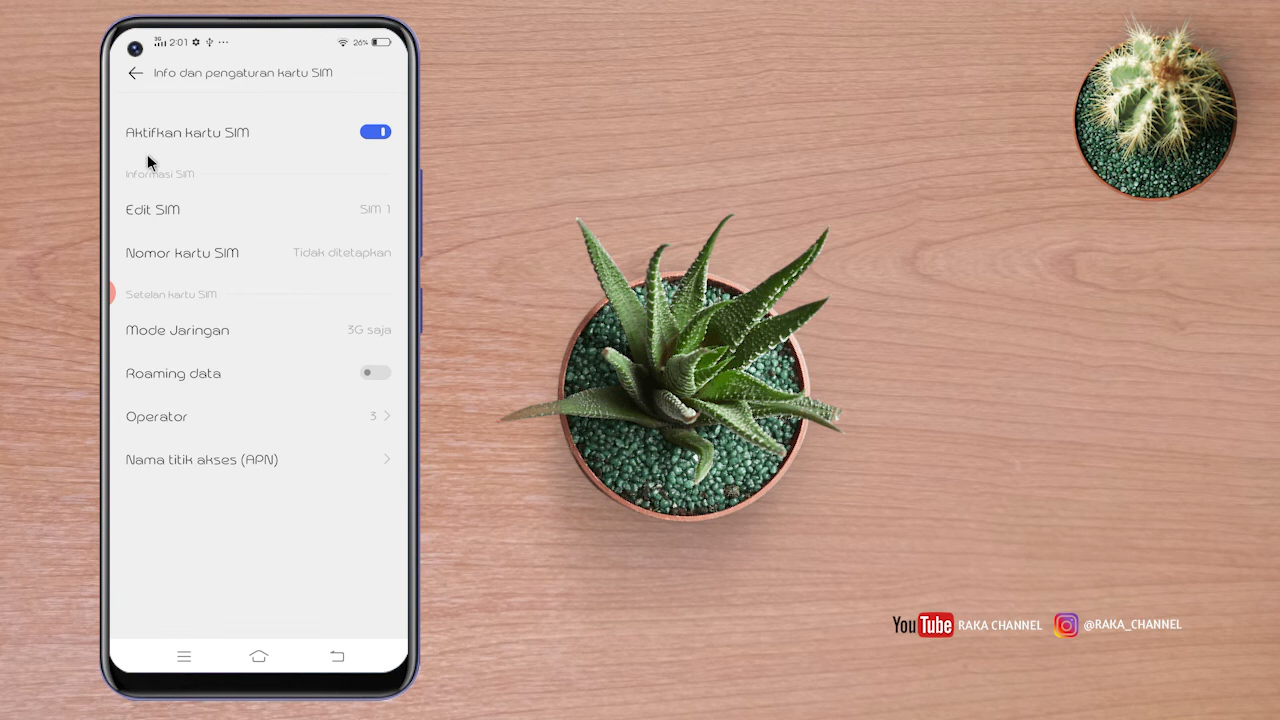 3G 2:01 ... 26%
Info dan pengaturan kartu SIM
Aktifkan kartu SIM
Informasi SIM
Edit SIM SIM 1
Nomor kartu SIM Tidak ditetapkan
Setelan kartu SIM
Mode Jaringan 3G saja
Roaming data
Operator 3
Nama titik akses (APN)
YouTube RAKA CHANNEL @RAKA_CHANNEL